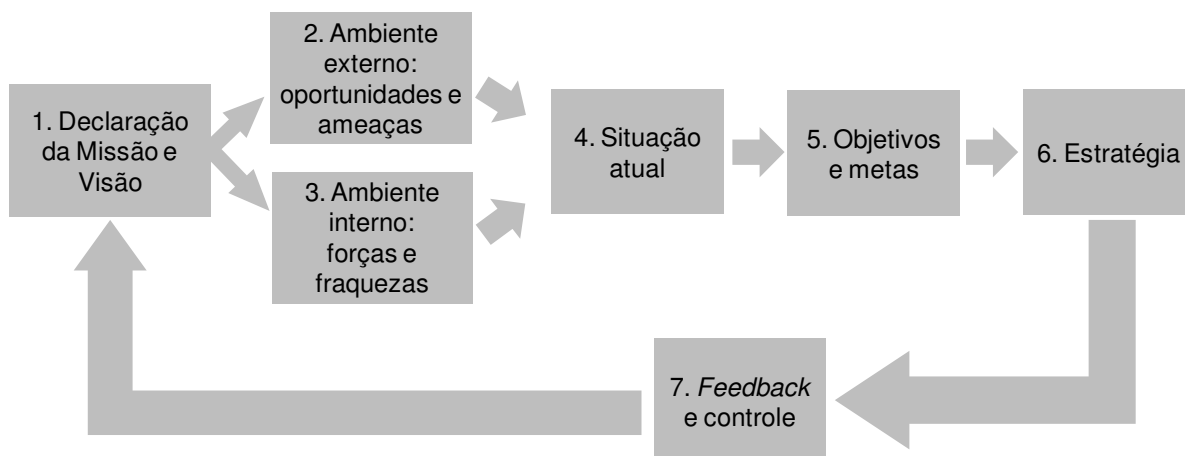 1. Declaração
da Missão e
Visão
2. Ambiente
externo:
oportunidades e
ameaças
3. Ambiente
interno:
forças e
fraquezas
4. Situação
atual
5. Objetivos
e metas
6. Estratégia
7. Feedback
e controle